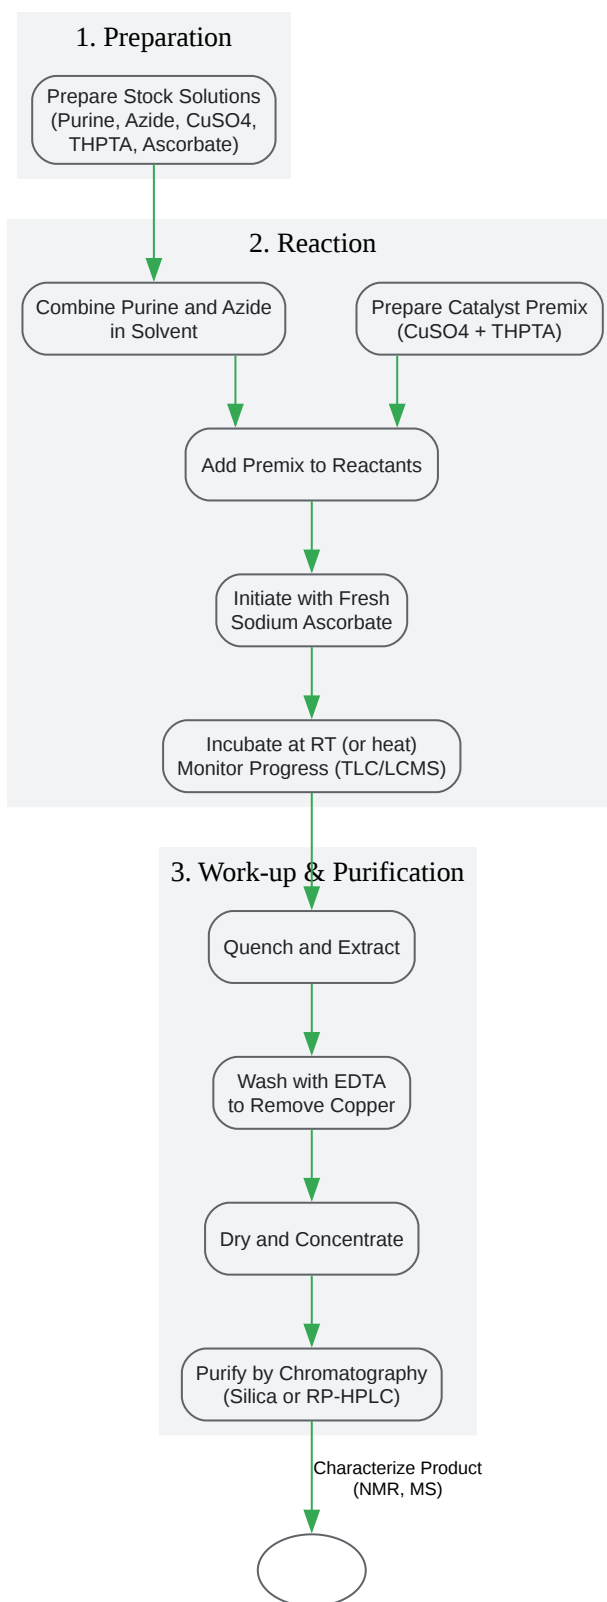 1. Preparation
Prepare Stock Solutions
(Purine, Azide, CuSO4,
THPTA, Ascorbate)
2. Reaction
Combine Purine and Azide
in Solvent
Prepare Catalyst Premix
(CuSO4 + THPTA)
Add Premix to Reactants
Initiate with Fresh
Sodium Ascorbate
Incubate at RT (or heat)
Monitor Progress (TLC/LCMS)
3. Work-up & Purification
Quench and Extract
Wash with EDTA
to Remove Copper
Dry and Concentrate
Purify by Chromatography
(Silica or RP-HPLC)
Characterize Product
(NMR, MS)